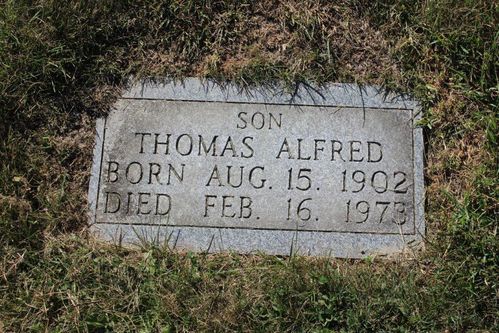 SON
THOMAS ALFRED
BORN AUG. 15. 1902
DIED FEB. 16. 1973